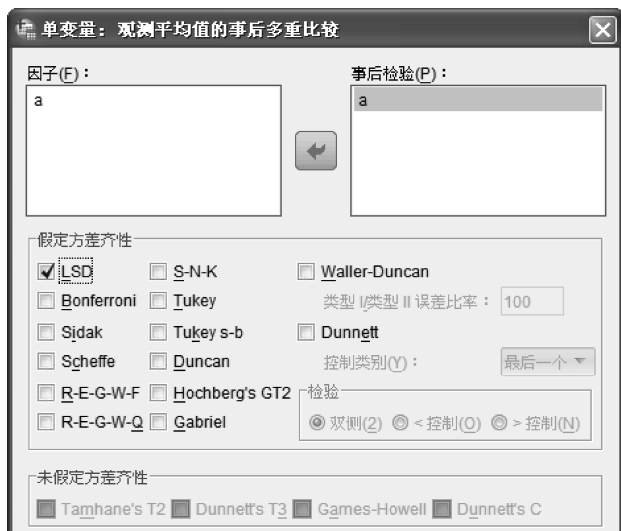 单变量：观测平均值的事后多重比较
因子(F)：
事后检验(P)：
a
a
假定方差齐性
LSD
S-N-K
Waller-Duncan
Bonferroni
Tukey
类型 I/类型 II 误差比率：
100
Sidak
Tukey s-b
Dunnett
Scheffe
Duncan
控制类别(Y)：
最后一个
R-E-G-W-F
Hochberg's GT2
检验
R-E-G-W-Q
Gabriel
双侧(2)
< 控制(O)
> 控制(N)
未假定方差齐性
Tamhane's T2
Dunnett's T3
Games-Howell
Dunnett's C